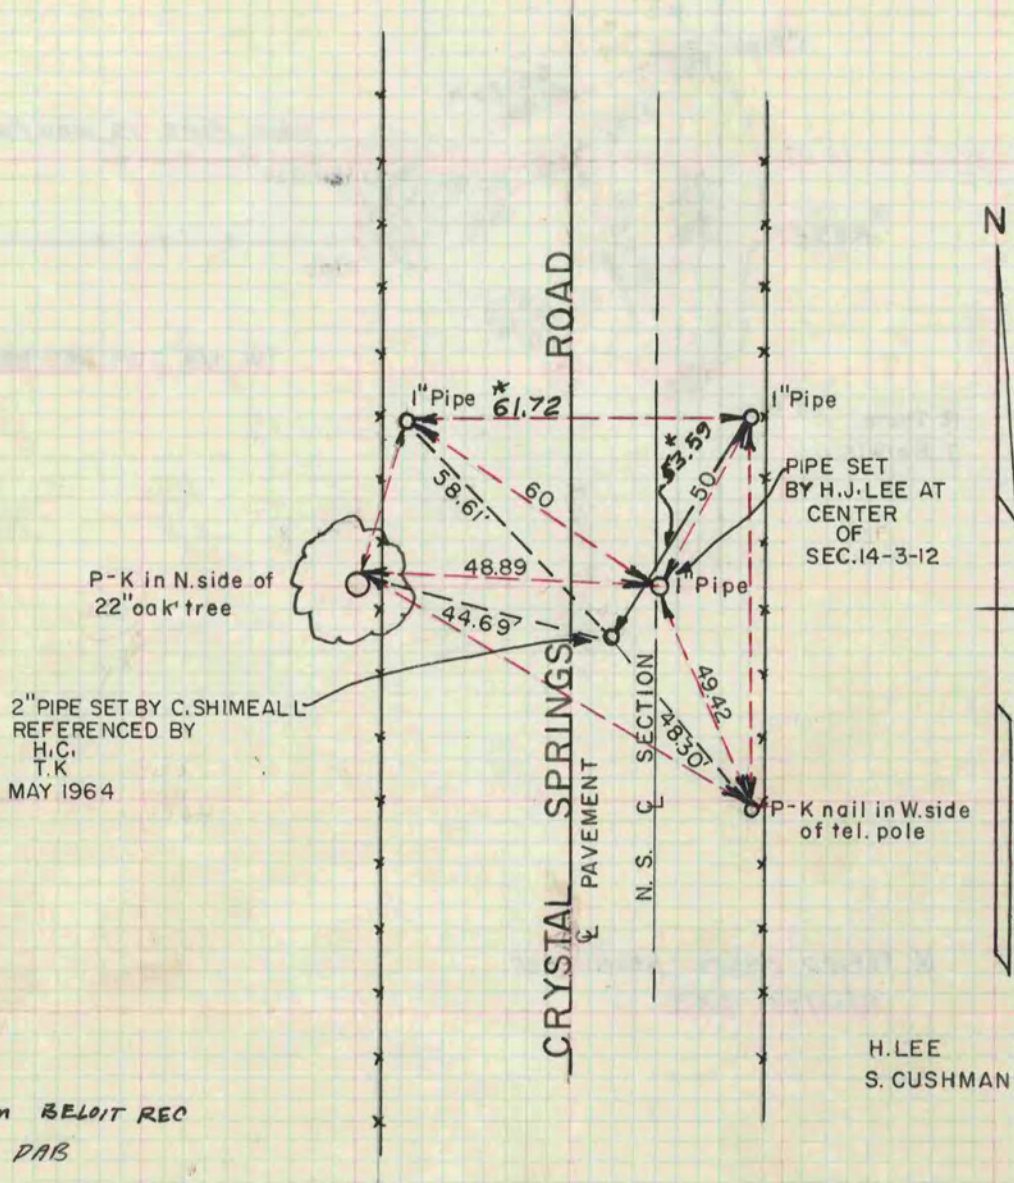 N
ROAD
1" Pipe
* 61.72
1" Pipe
* 53.59
58.61'
60
50
PIPE SET
BY H.J. LEE AT
CENTER
OF
SEC. 14-3-12
P-K in N. side of
22" oak tree
48.89
1" Pipe
44.69'
2" PIPE SET BY C. SHIMEALL
REFERENCED BY
H.C.
T.K
MAY 1964
CRYSTAL SPRINGS
49.42
48.30'
P-K nail in W. side
of tel. pole
℄ PAVEMENT
N. S. ℄ SECTION
H. LEE
S. CUSHMAN
BELOIT REC
DAB